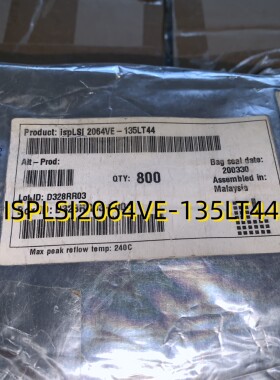 Product: IspLSI 2064VE - 135LT44
Alt - Prod:
QTY: 800
Bag seal date:
200330
Assembled in:
Malaysia
Lot ID: D328RR03
ISPLSI2064VE-135LT44
Max peak reflow temp: 240C